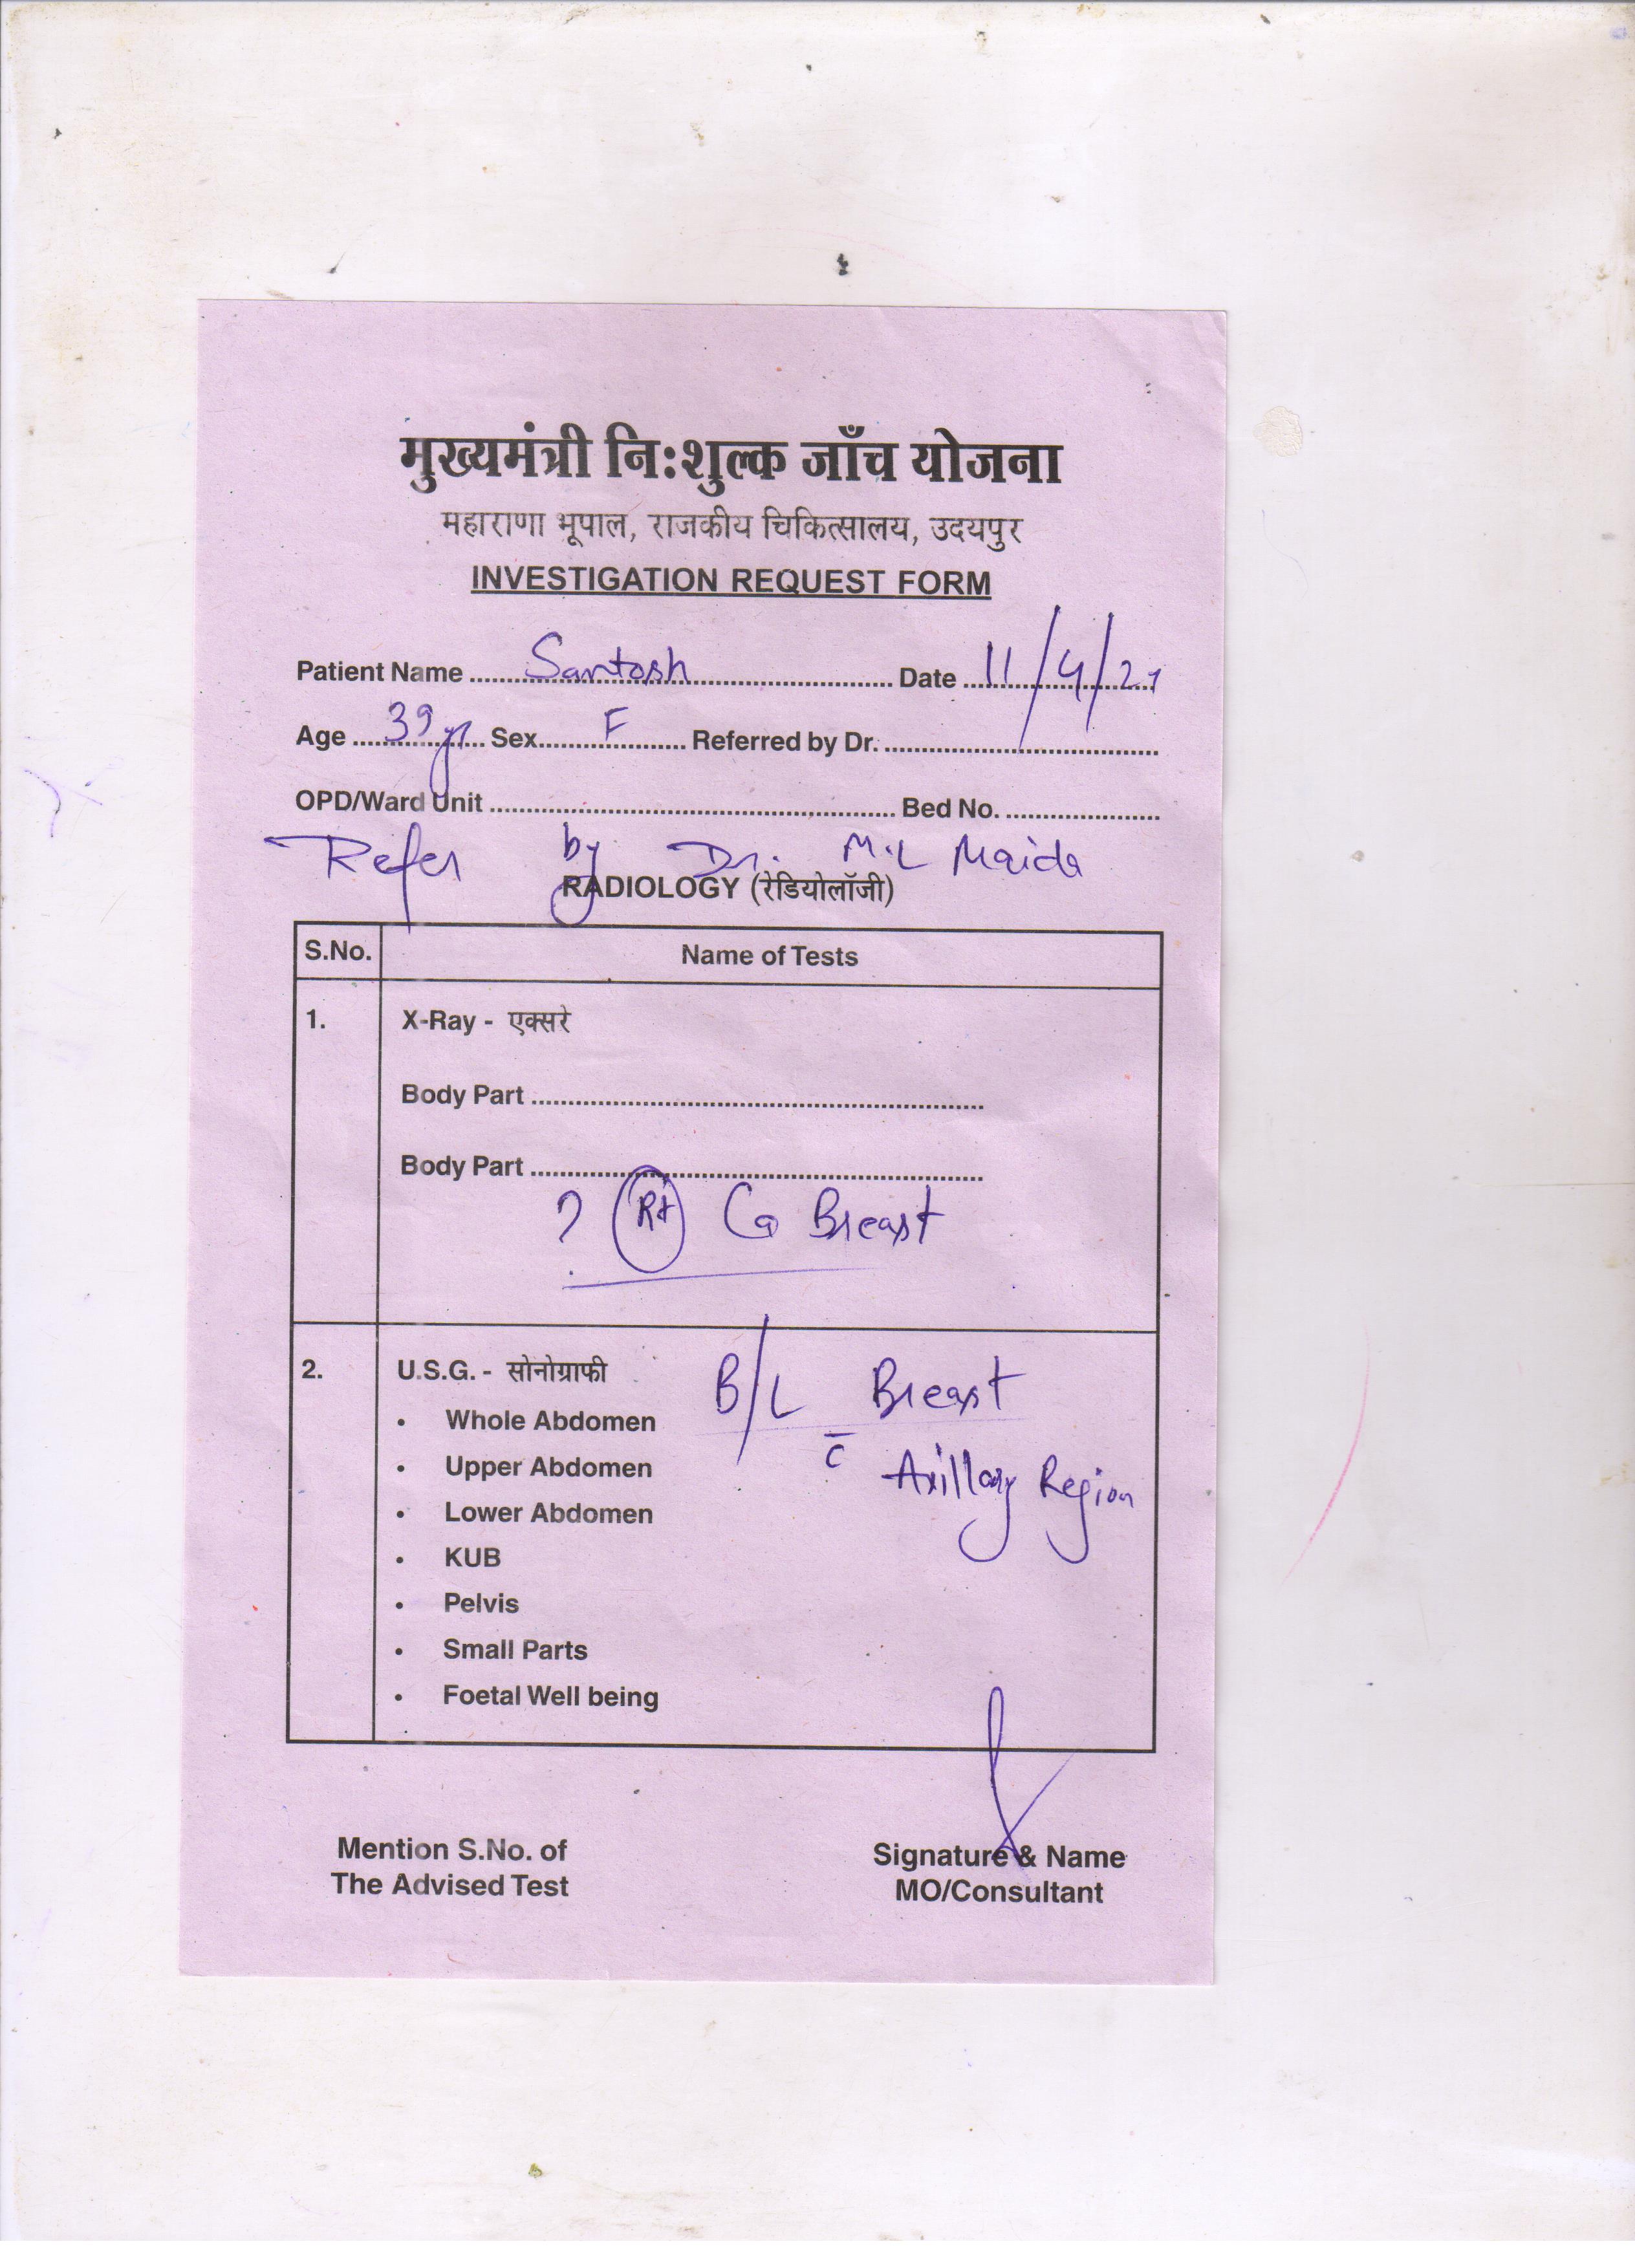 मुख्यमंत्री निःशुल्क जाँच योजना
महाराणा भूपाल, राजकीय चिकित्सालय, उदयपुर
INVESTIGATION REQUEST FORM
Patient Name ..... Santosh ..... Date ..... 11/4/21
Age ..... 39 yr ..... Sex ..... F ..... Referred by Dr. .....
OPD/Ward Unit ..... Bed No. .....
Refer by Dr. M.L Maida
RADIOLOGY (रेडियोलॉजी)
S.No. Name of Tests
1. X-Ray - एक्सरे
Body Part .....
Body Part .....
? Rt Ca Breast
2. U.S.G. - सोनोग्राफी B/L Breast
• Whole Abdomen
c̄ Axillary Region
• Upper Abdomen
• Lower Abdomen
• KUB
• Pelvis
• Small Parts
• Foetal Well being
Mention S.No. of Signature & Name
The Advised Test MO/Consultant